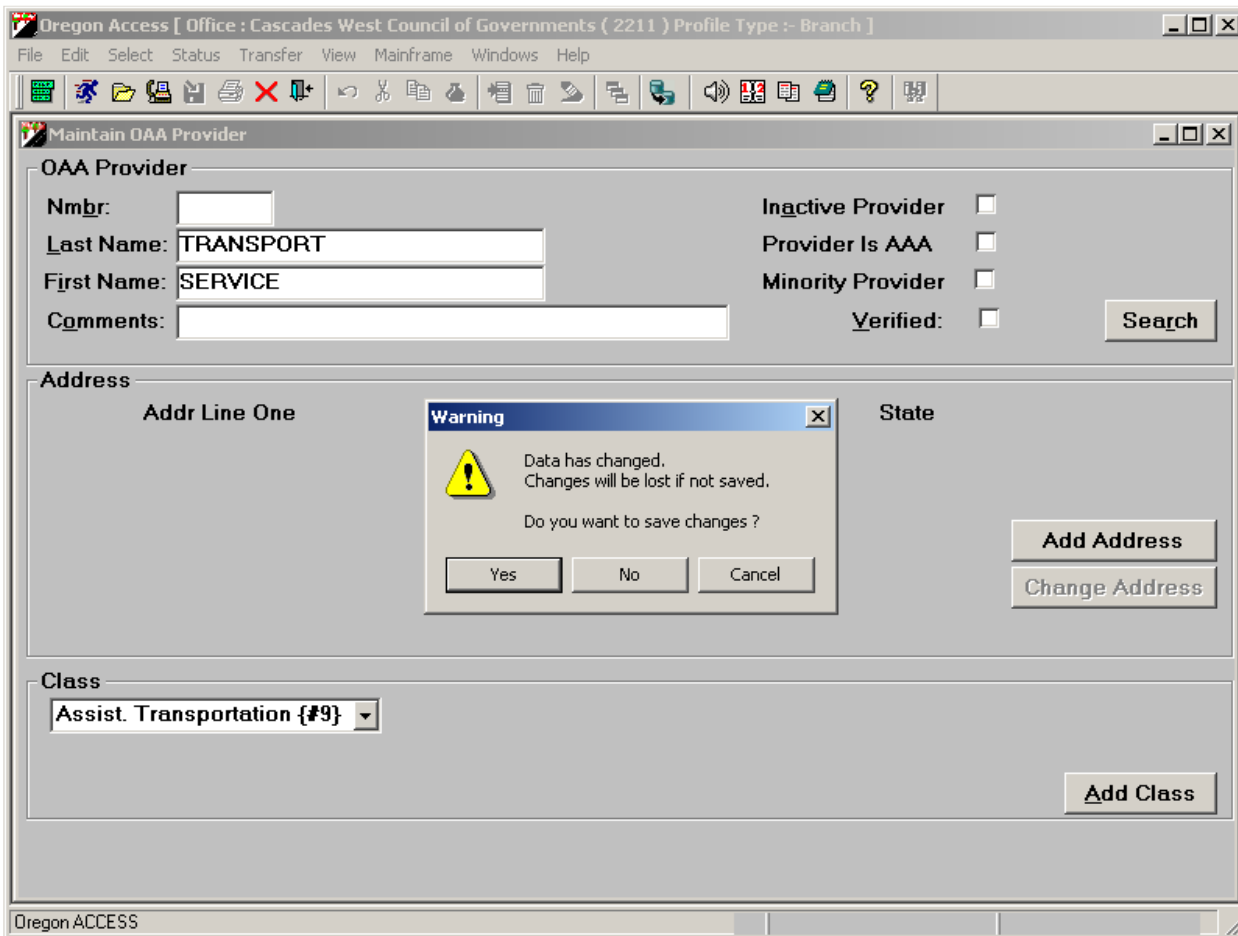 Oregon Access [ Office : Cascades West Council of Governments ( 2211 ) Profile Type :- Branch ]
File Edit Select Status Transfer View Mainframe Windows Help
Maintain OAA Provider
OAA Provider
Nmbr:
Inactive Provider
Last Name: TRANSPORT
Provider Is AAA
First Name: SERVICE
Minority Provider
Comments:
Verified:
Search
Address
Addr Line One
State
Warning
Data has changed.
Changes will be lost if not saved.
Do you want to save changes ?
Yes No Cancel
Add Address
Change Address
Class
Assist. Transportation {#9}
Add Class
Oregon ACCESS